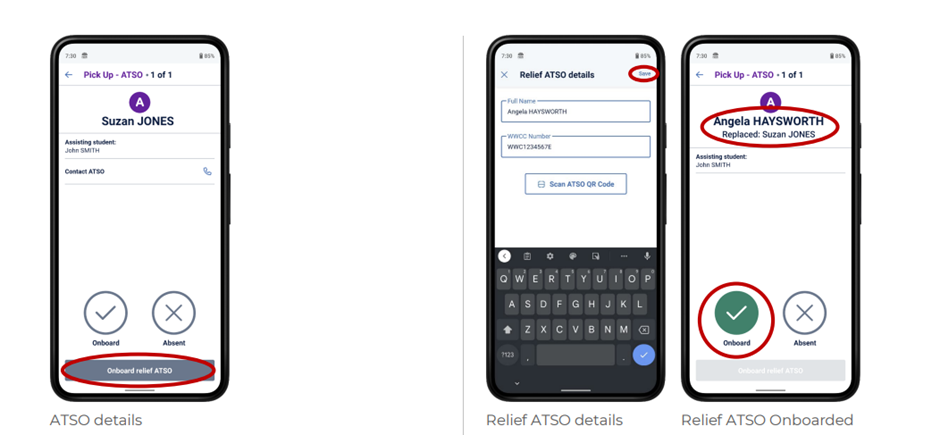 7:30 85%
← Pick Up - ATSO • 1 of 1
A
Suzan JONES
Assisting student:
John SMITH
Contact ATSO
Onboard Absent
Onboard relief ATSO
ATSO details
7:30 85%
Relief ATSO details Save
Full Name
Angela HAYSWORTH
WWCC Number
WWC1234567E
Scan ATSO QR Code
Q W E R T Y U I O P
A S D F G H J K L
Z X C V B N M
?123 , .
Relief ATSO details
7:30 85%
← Pick Up - ATSO • 1 of 1
A
Angela HAYSWORTH
Replaced: Suzan JONES
Assisting student:
John SMITH
Onboard Absent
Onboard relief ATSO
Relief ATSO Onboarded